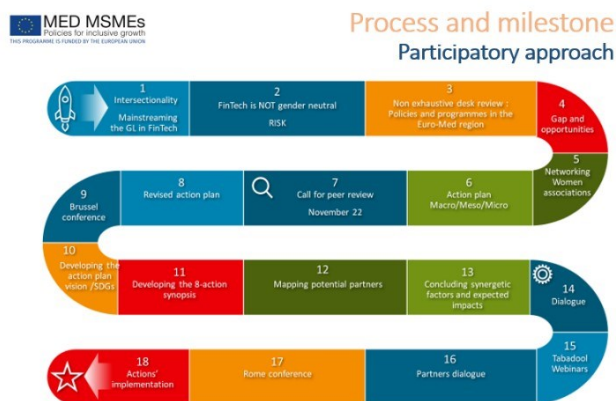 MED MSMEs
Policies for inclusive growth
THIS PROGRAMME IS FUNDED BY THE EUROPEAN UNION
Process and milestone
Participatory approach
1
Intersectionality
Mainstreaming
the GL in FinTech
2
FinTech is NOT gender neutral
RISK
3
Non exhaustive desk review :
Policies and programmes in the
Euro-Med region
4
Gap and
opportunities
5
Networking
Women
associations
6
Action plan
Macro/Meso/Micro
7
Call for peer review
November 22
8
Revised action plan
9
Brussel
conference
10
Developing the
action plan
vision /SDGs
11
Developing the 8-action
synopsis
12
Mapping potential partners
13
Concluding synergetic
factors and expected
impacts
14
Dialogue
15
Tabadool
Webinars
16
Partners dialogue
17
Rome conference
18
Actions'
implementation